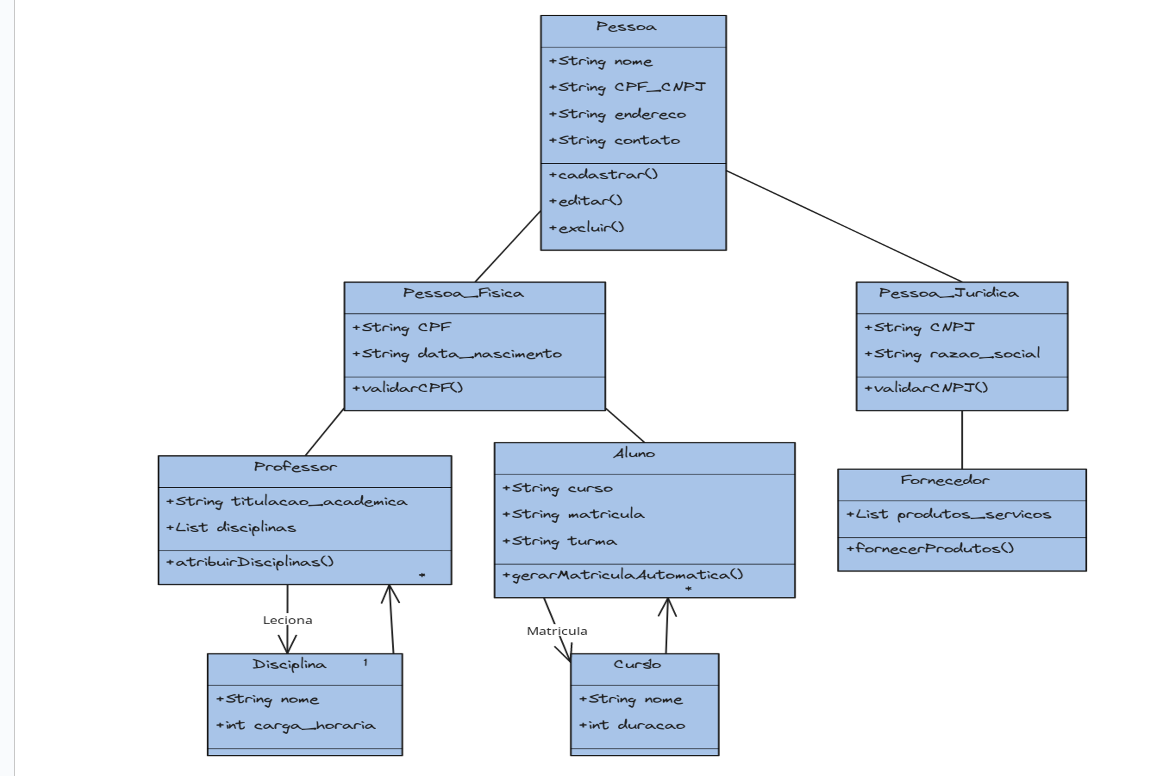 Pessoa
+String nome
+String CPF_CNPJ
+String endereco
+String contato
+cadastrar()
+editar()
+excluir()
Pessoa_Fisica
+String CPF
+String data_nascimento
+validarCPF()
Pessoa_Juridica
+String CNPJ
+String razao_social
+validarCNPJ()
Professor
+String titulacao_academica
+List disciplinas
+atribuirDisciplinas()
*
Aluno
+String curso
+String matricula
+String turma
+gerarMatriculaAutomatica()
*
Fornecedor
+List produtos_servicos
+fornecerProdutos()
Leciona
Matricula
Disciplina 1
+String nome
+int carga_horaria
Curso
+String nome
+int duracao